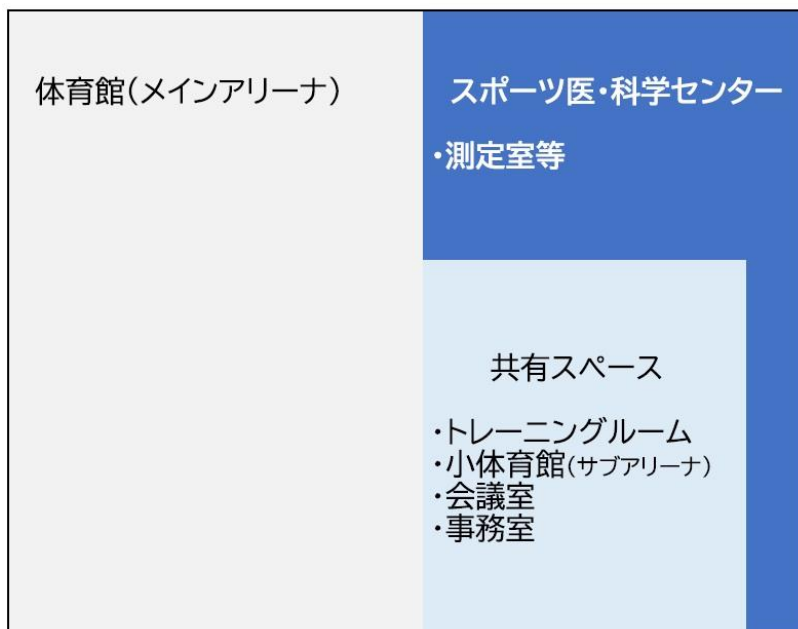 体育館(メインアリーナ)
スポーツ医・科学センター
・測定室等
共有スペース
・トレーニングルーム
・小体育館(サブアリーナ)
・会議室
・事務室